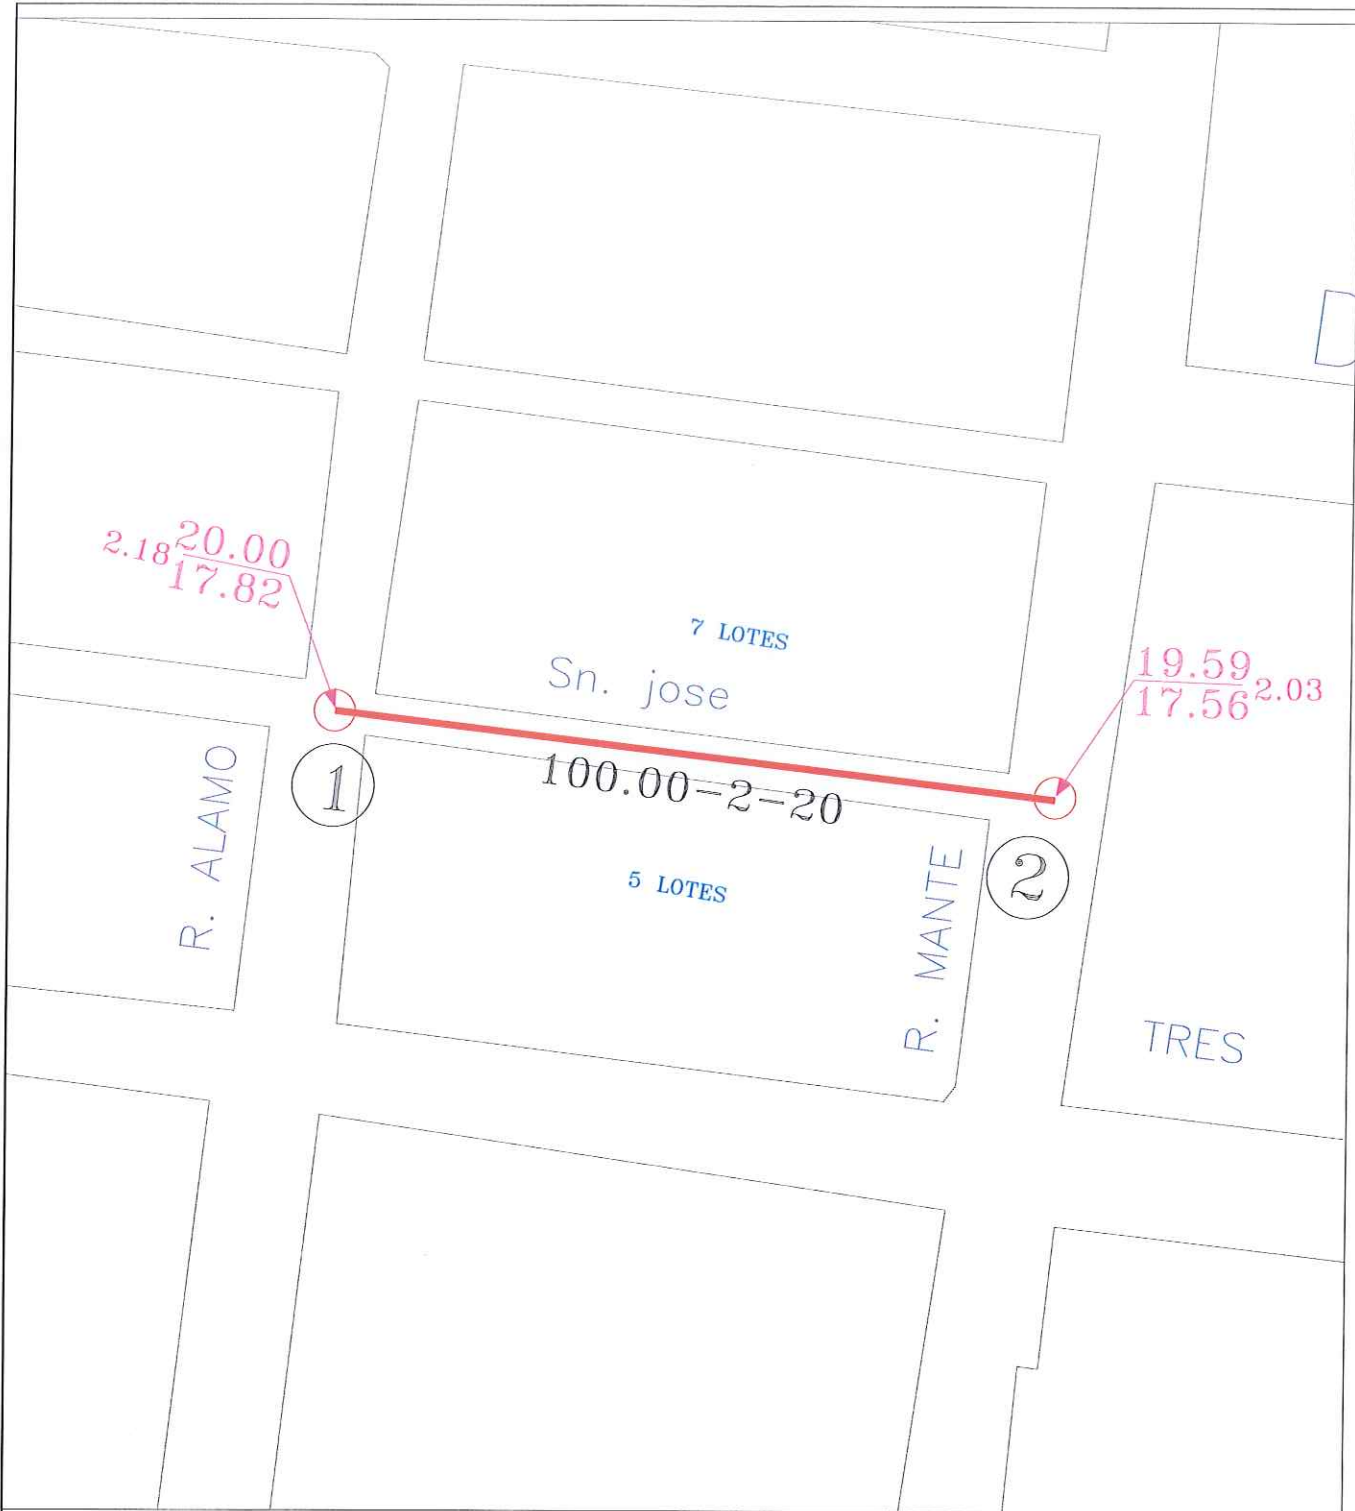 D
20.00
2.18
17.82
7 LOTES
Sn. jose
19.59
17.56 2.03
R. ALAMO
1
100.00-2-20
R. MANTE
2
5 LOTES
TRES